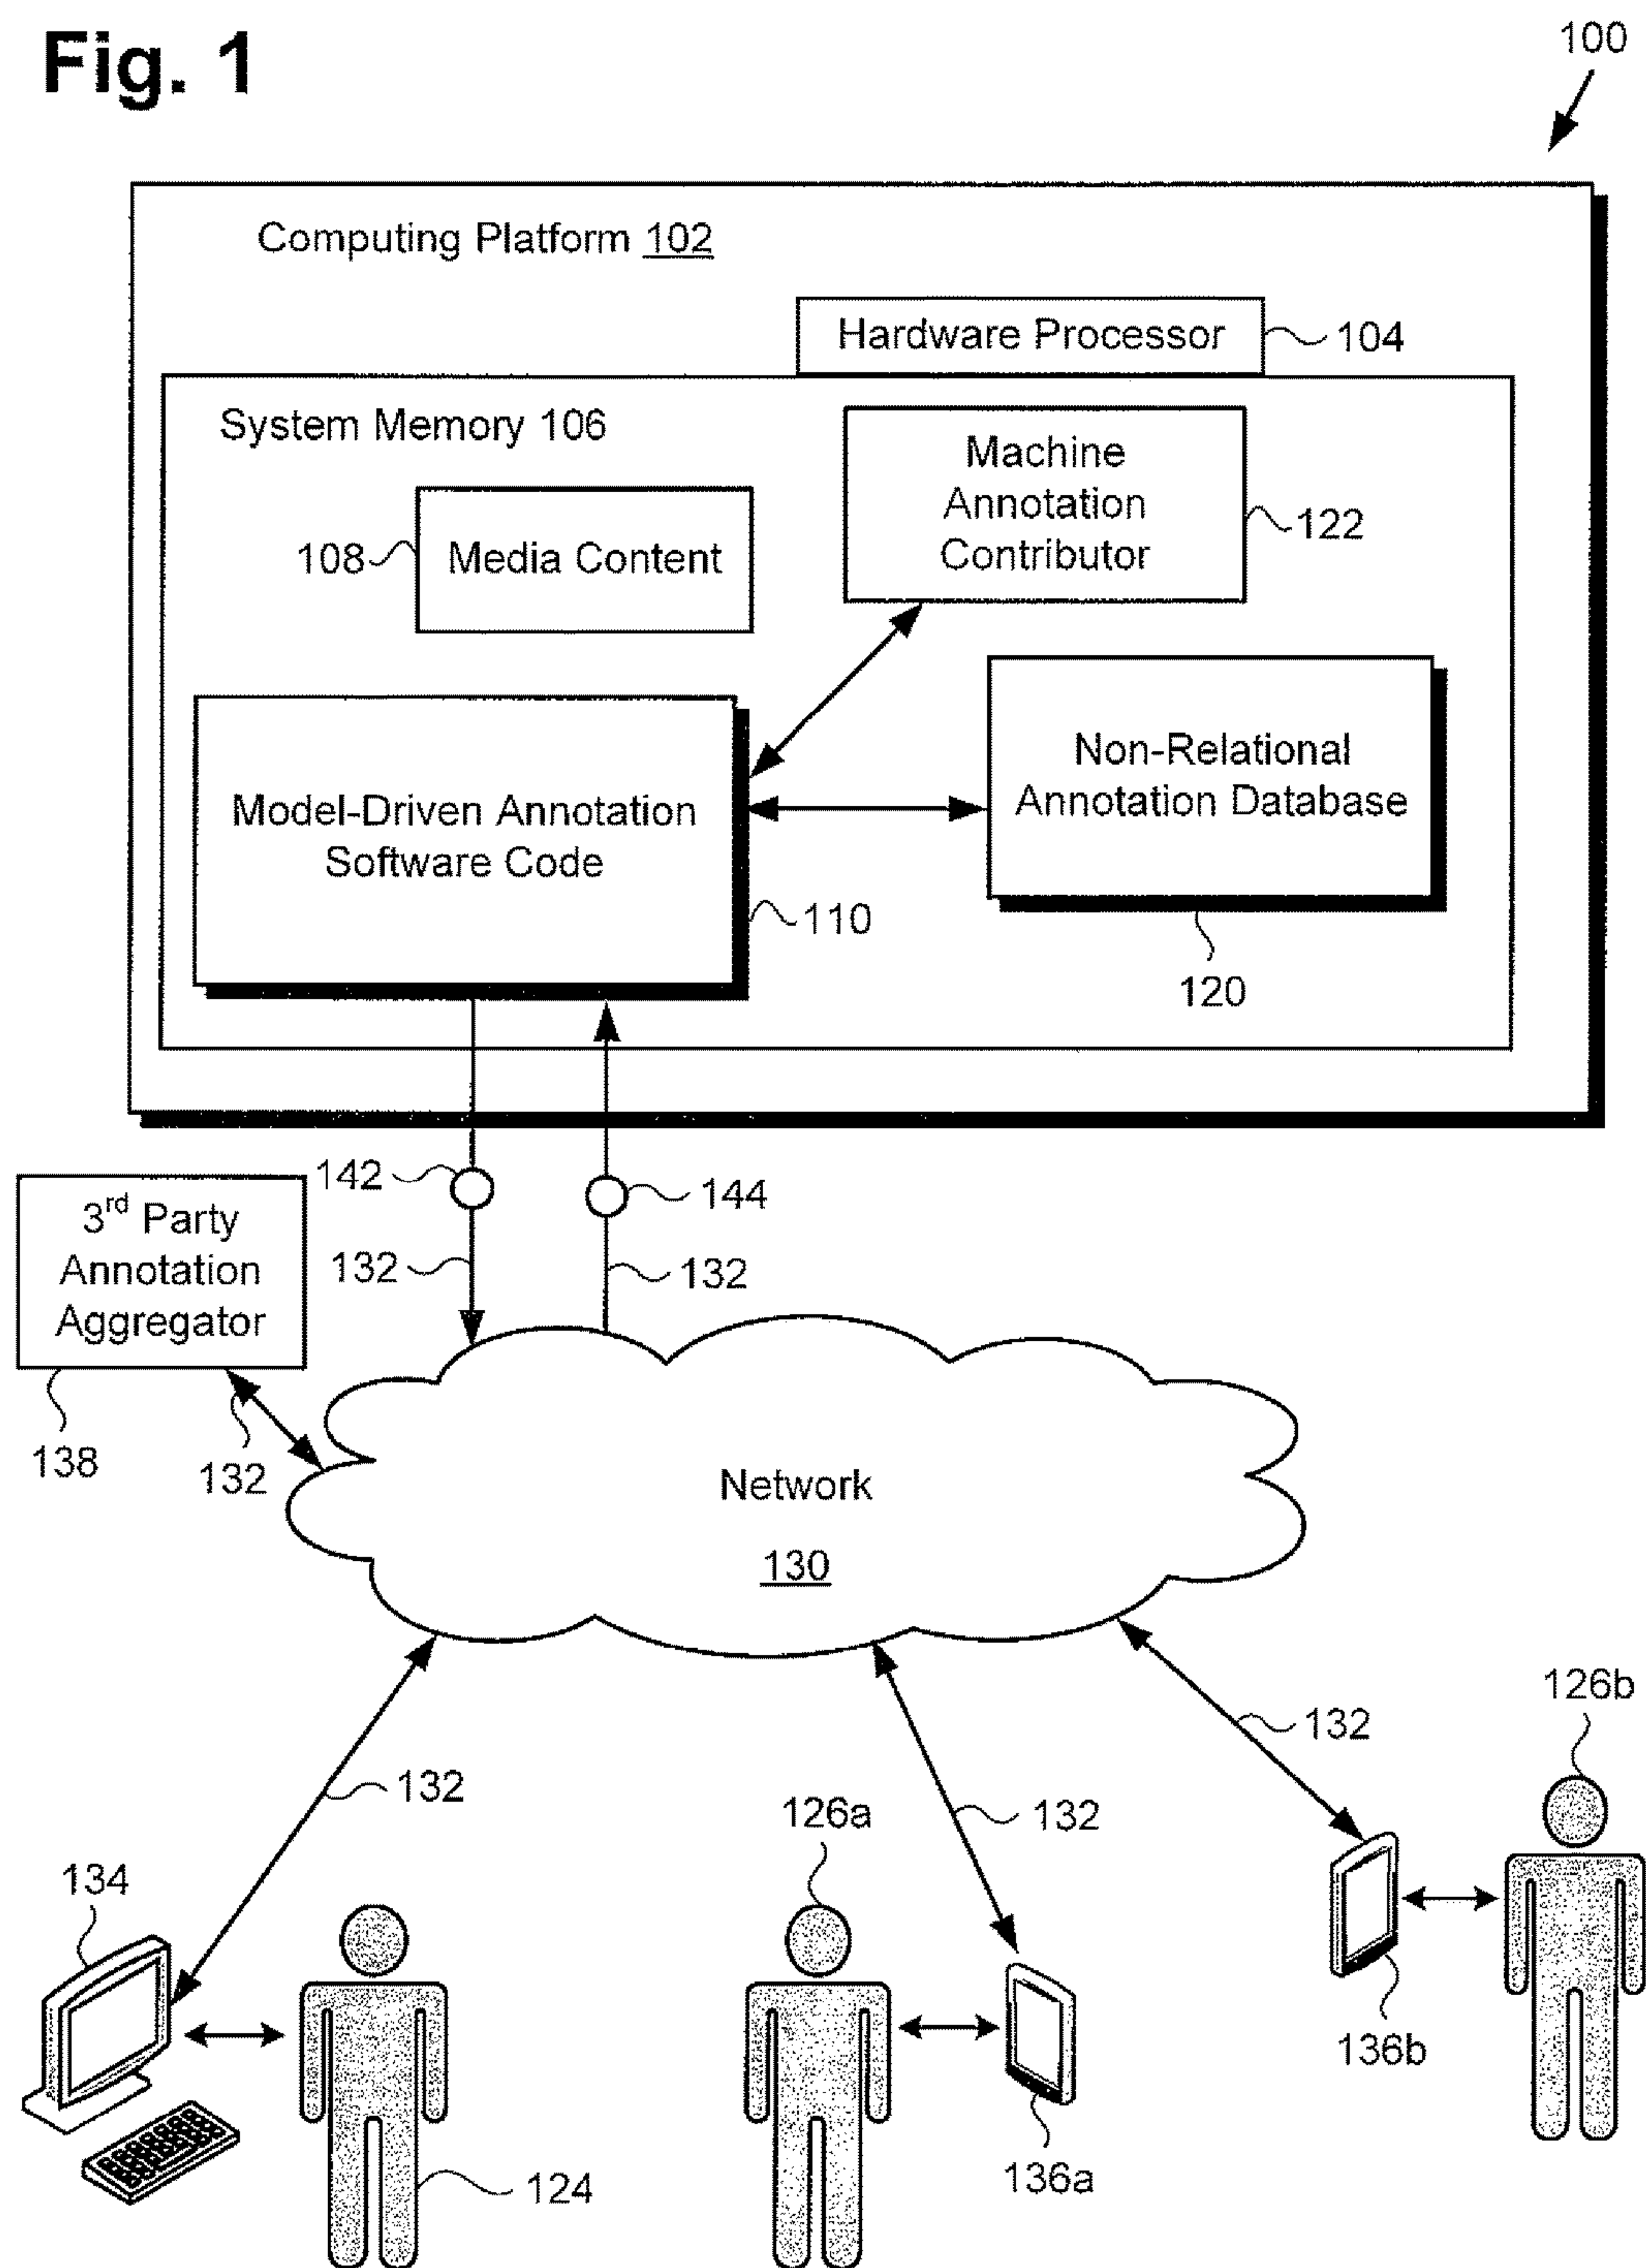 Fig. 1
100
Computing Platform 102
Hardware Processor
104
System Memory 106
Machine
Annotation
Contributor
122
108
Media Content
Non-Relational
Annotation Database
Model-Driven Annotation
Software Code
110
120
142
144
3rd Party
Annotation
Aggregator
132
132
138
132
Network
130
126b
132
132
126a
132
134
136b
136a
124